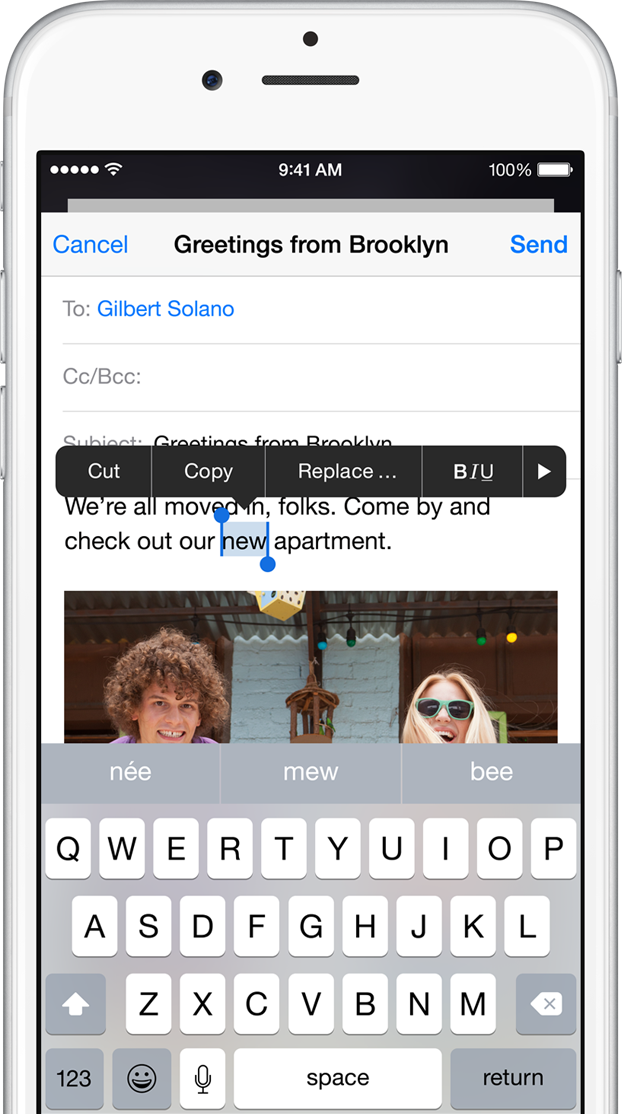 9:41 AM
100%
Cancel
Greetings from Brooklyn
Send
To: Gilbert Solano
Cc/Bcc:
Subject: Greetings from Brooklyn
Cut
Copy
Replace...
BIU
We're all moved in, folks. Come by and
check out our new apartment.
née
mew
bee
Q W E R T Y U I O P
A S D F G H J K L
Z X C V B N M
123
space
return